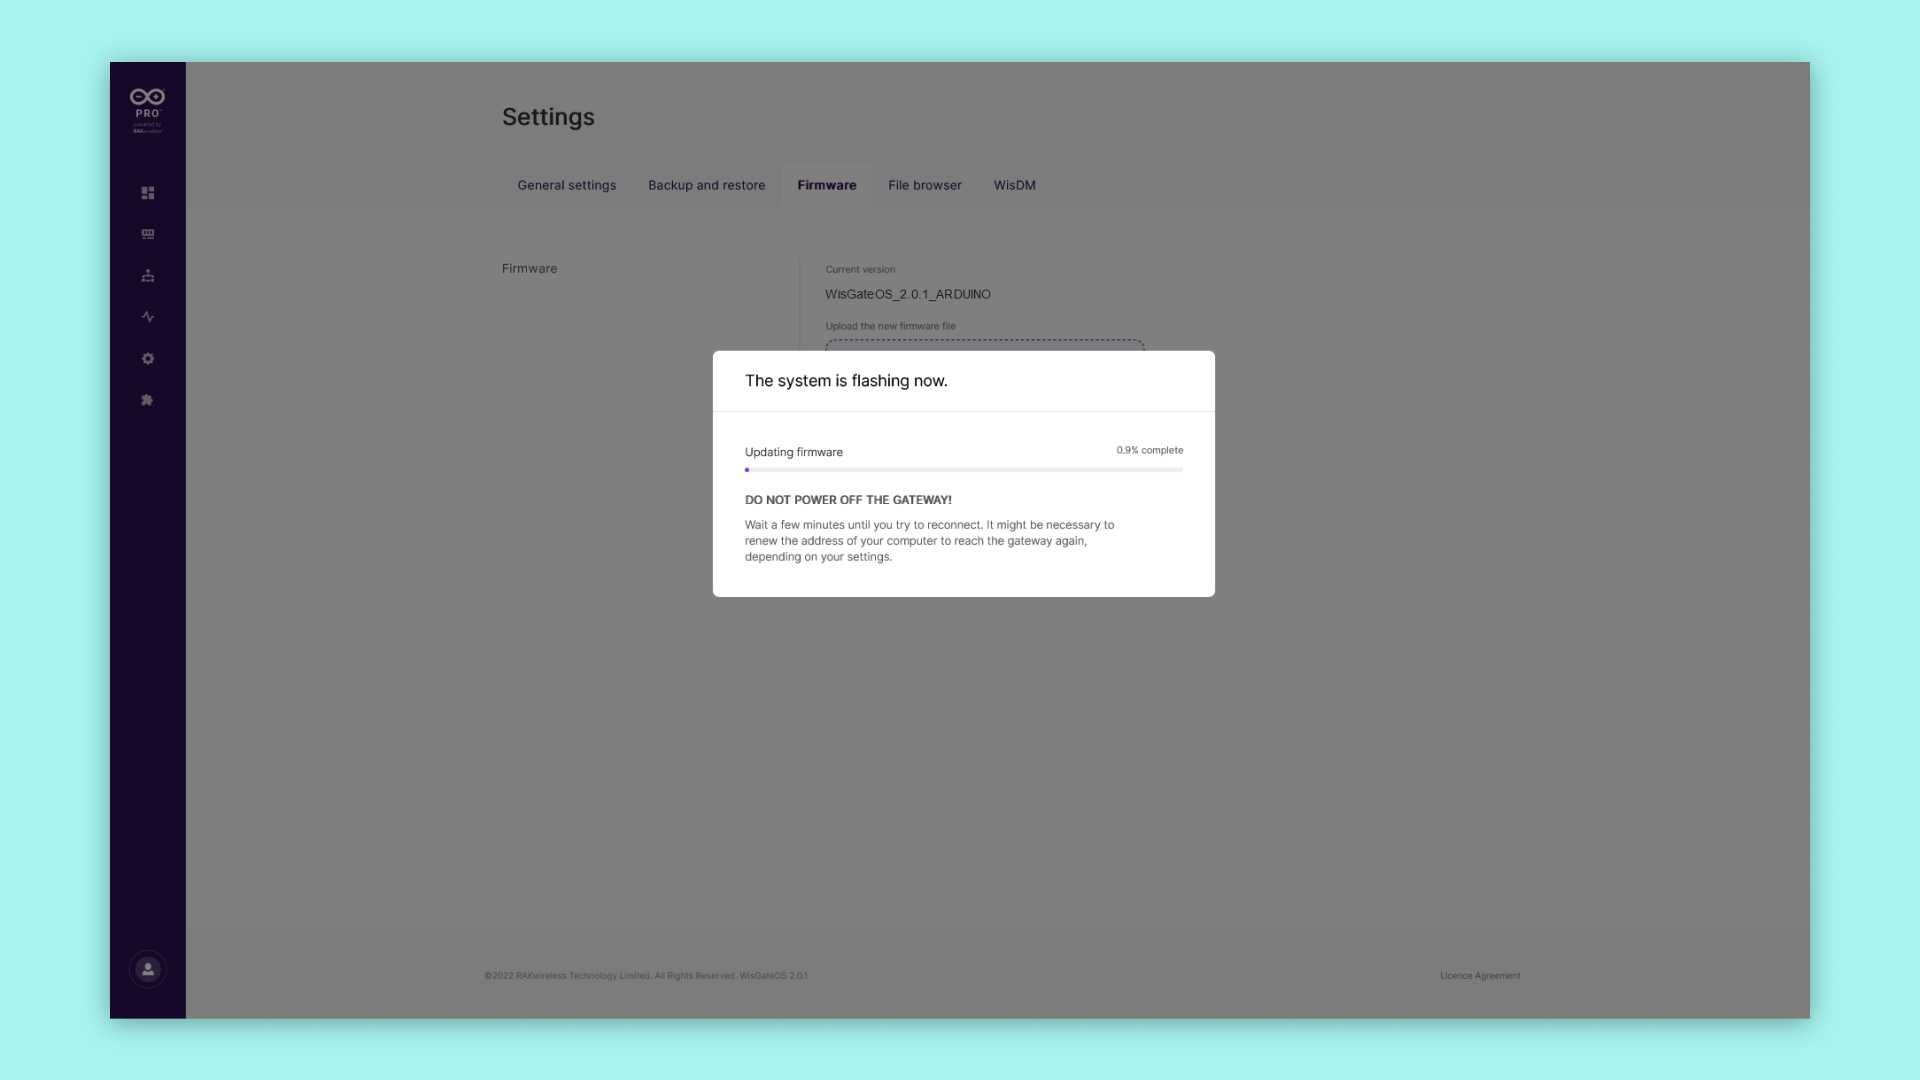 PRO
powered by
RAKwireless™
Settings
General settings
Backup and restore
Firmware
File browser
WisDM
Firmware
Current version
WisGateOS_2.0.1_ARDUINO
Upload the new firmware file
The system is flashing now.
Updating firmware
0.9% complete
DO NOT POWER OFF THE GATEWAY!
Wait a few minutes until you try to reconnect. It might be necessary to
renew the address of your computer to reach the gateway again,
depending on your settings.
©2022 RAKwireless Technology Limited. All Rights Reserved. WisGateOS 2.0.1
Licence Agreement